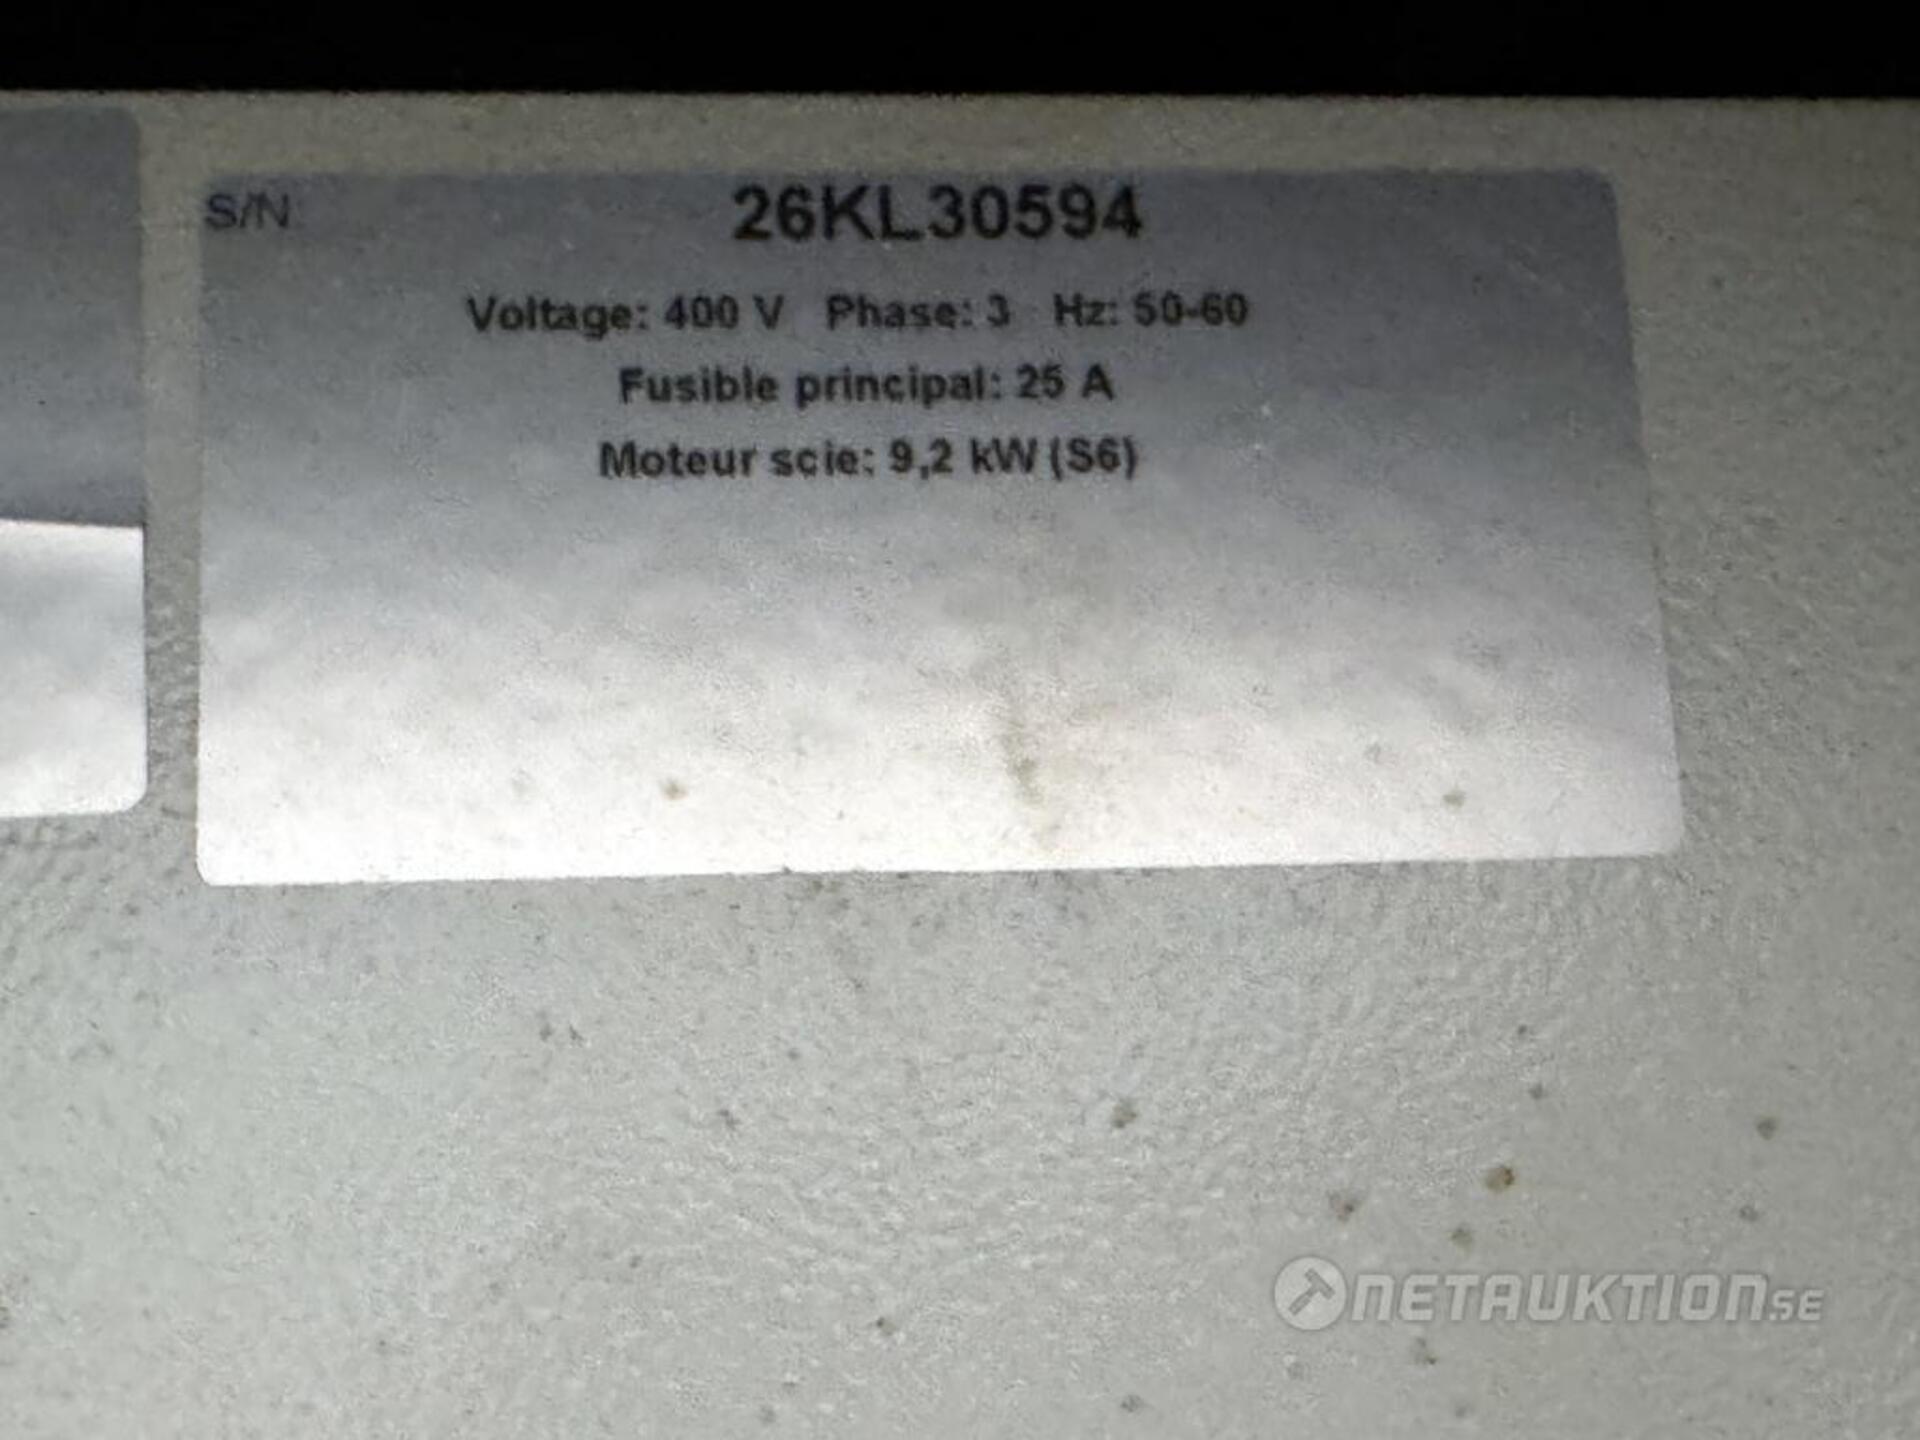 S/N 26KL30594
Voltage: 400 V Phase: 3 Hz: 50-60
Fusible principal: 25 A
Moteur scie: 9,2 kW (S6)
NETAUKTION.SE